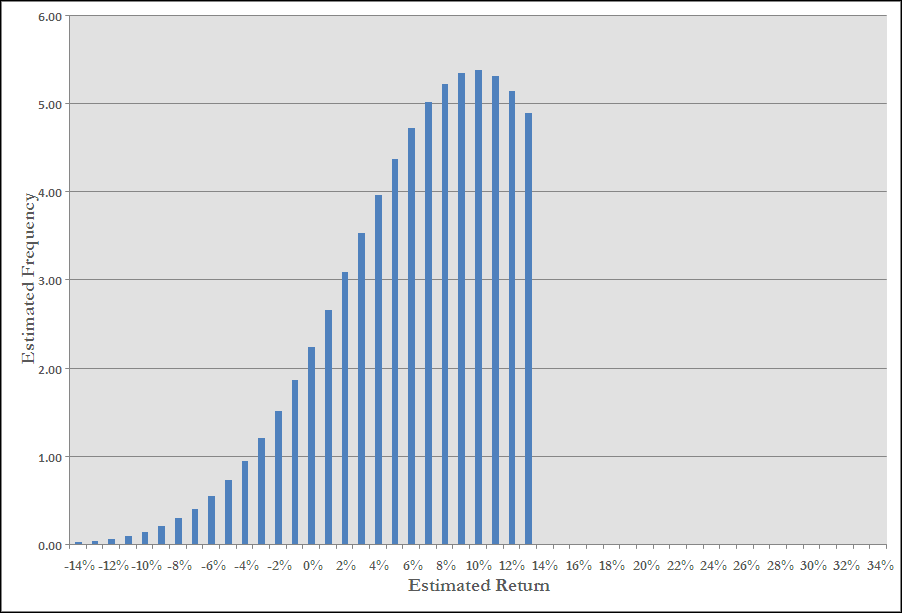 6.00
5.00
4.00
3.00
2.00
1.00
0.00
Estimated Frequency
-14% -12% -10% -8% -6% -4% -2% 0% 2% 4% 6% 8% 10% 12% 14% 16% 18% 20% 22% 24% 26% 28% 30% 32% 34%
Estimated Return